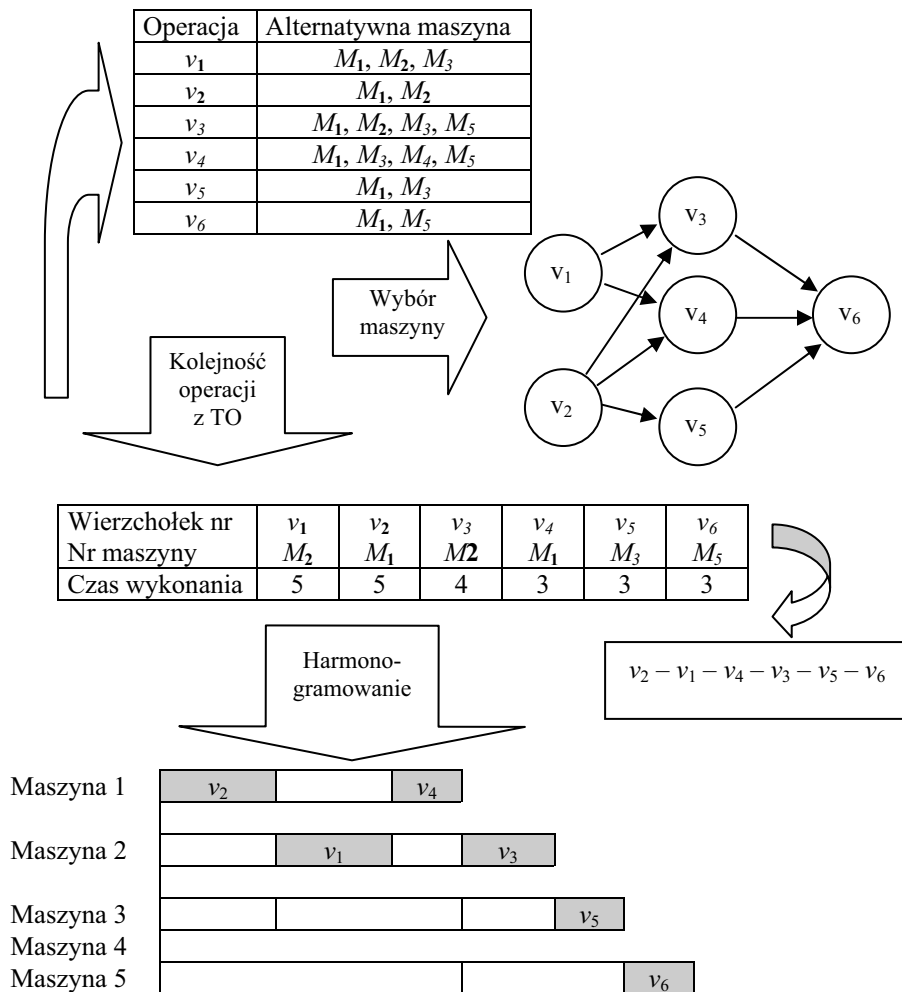 Operacja Alternatywna maszyna
v1 M1, M2, M3
v2 M1, M2
v3 M1, M2, M3, M5
v4 M1, M3, M4, M5
v5 M1, M3
v6 M1, M5
v3
v1
Wybór
maszyny
v4
v6
Kolejność
operacji
z TO
v2
v5
Wierzchołek nr v1 v2 v3 v4 v5 v6
Nr maszyny M2 M1 M2 M1 M3 M5
Czas wykonania 5 5 4 3 3 3
Harmono-
gramowanie
v2 – v1 – v4 – v3 – v5 – v6
Maszyna 1 v2 v4
Maszyna 2 v1 v3
Maszyna 3 v5
Maszyna 4
Maszyna 5 v6